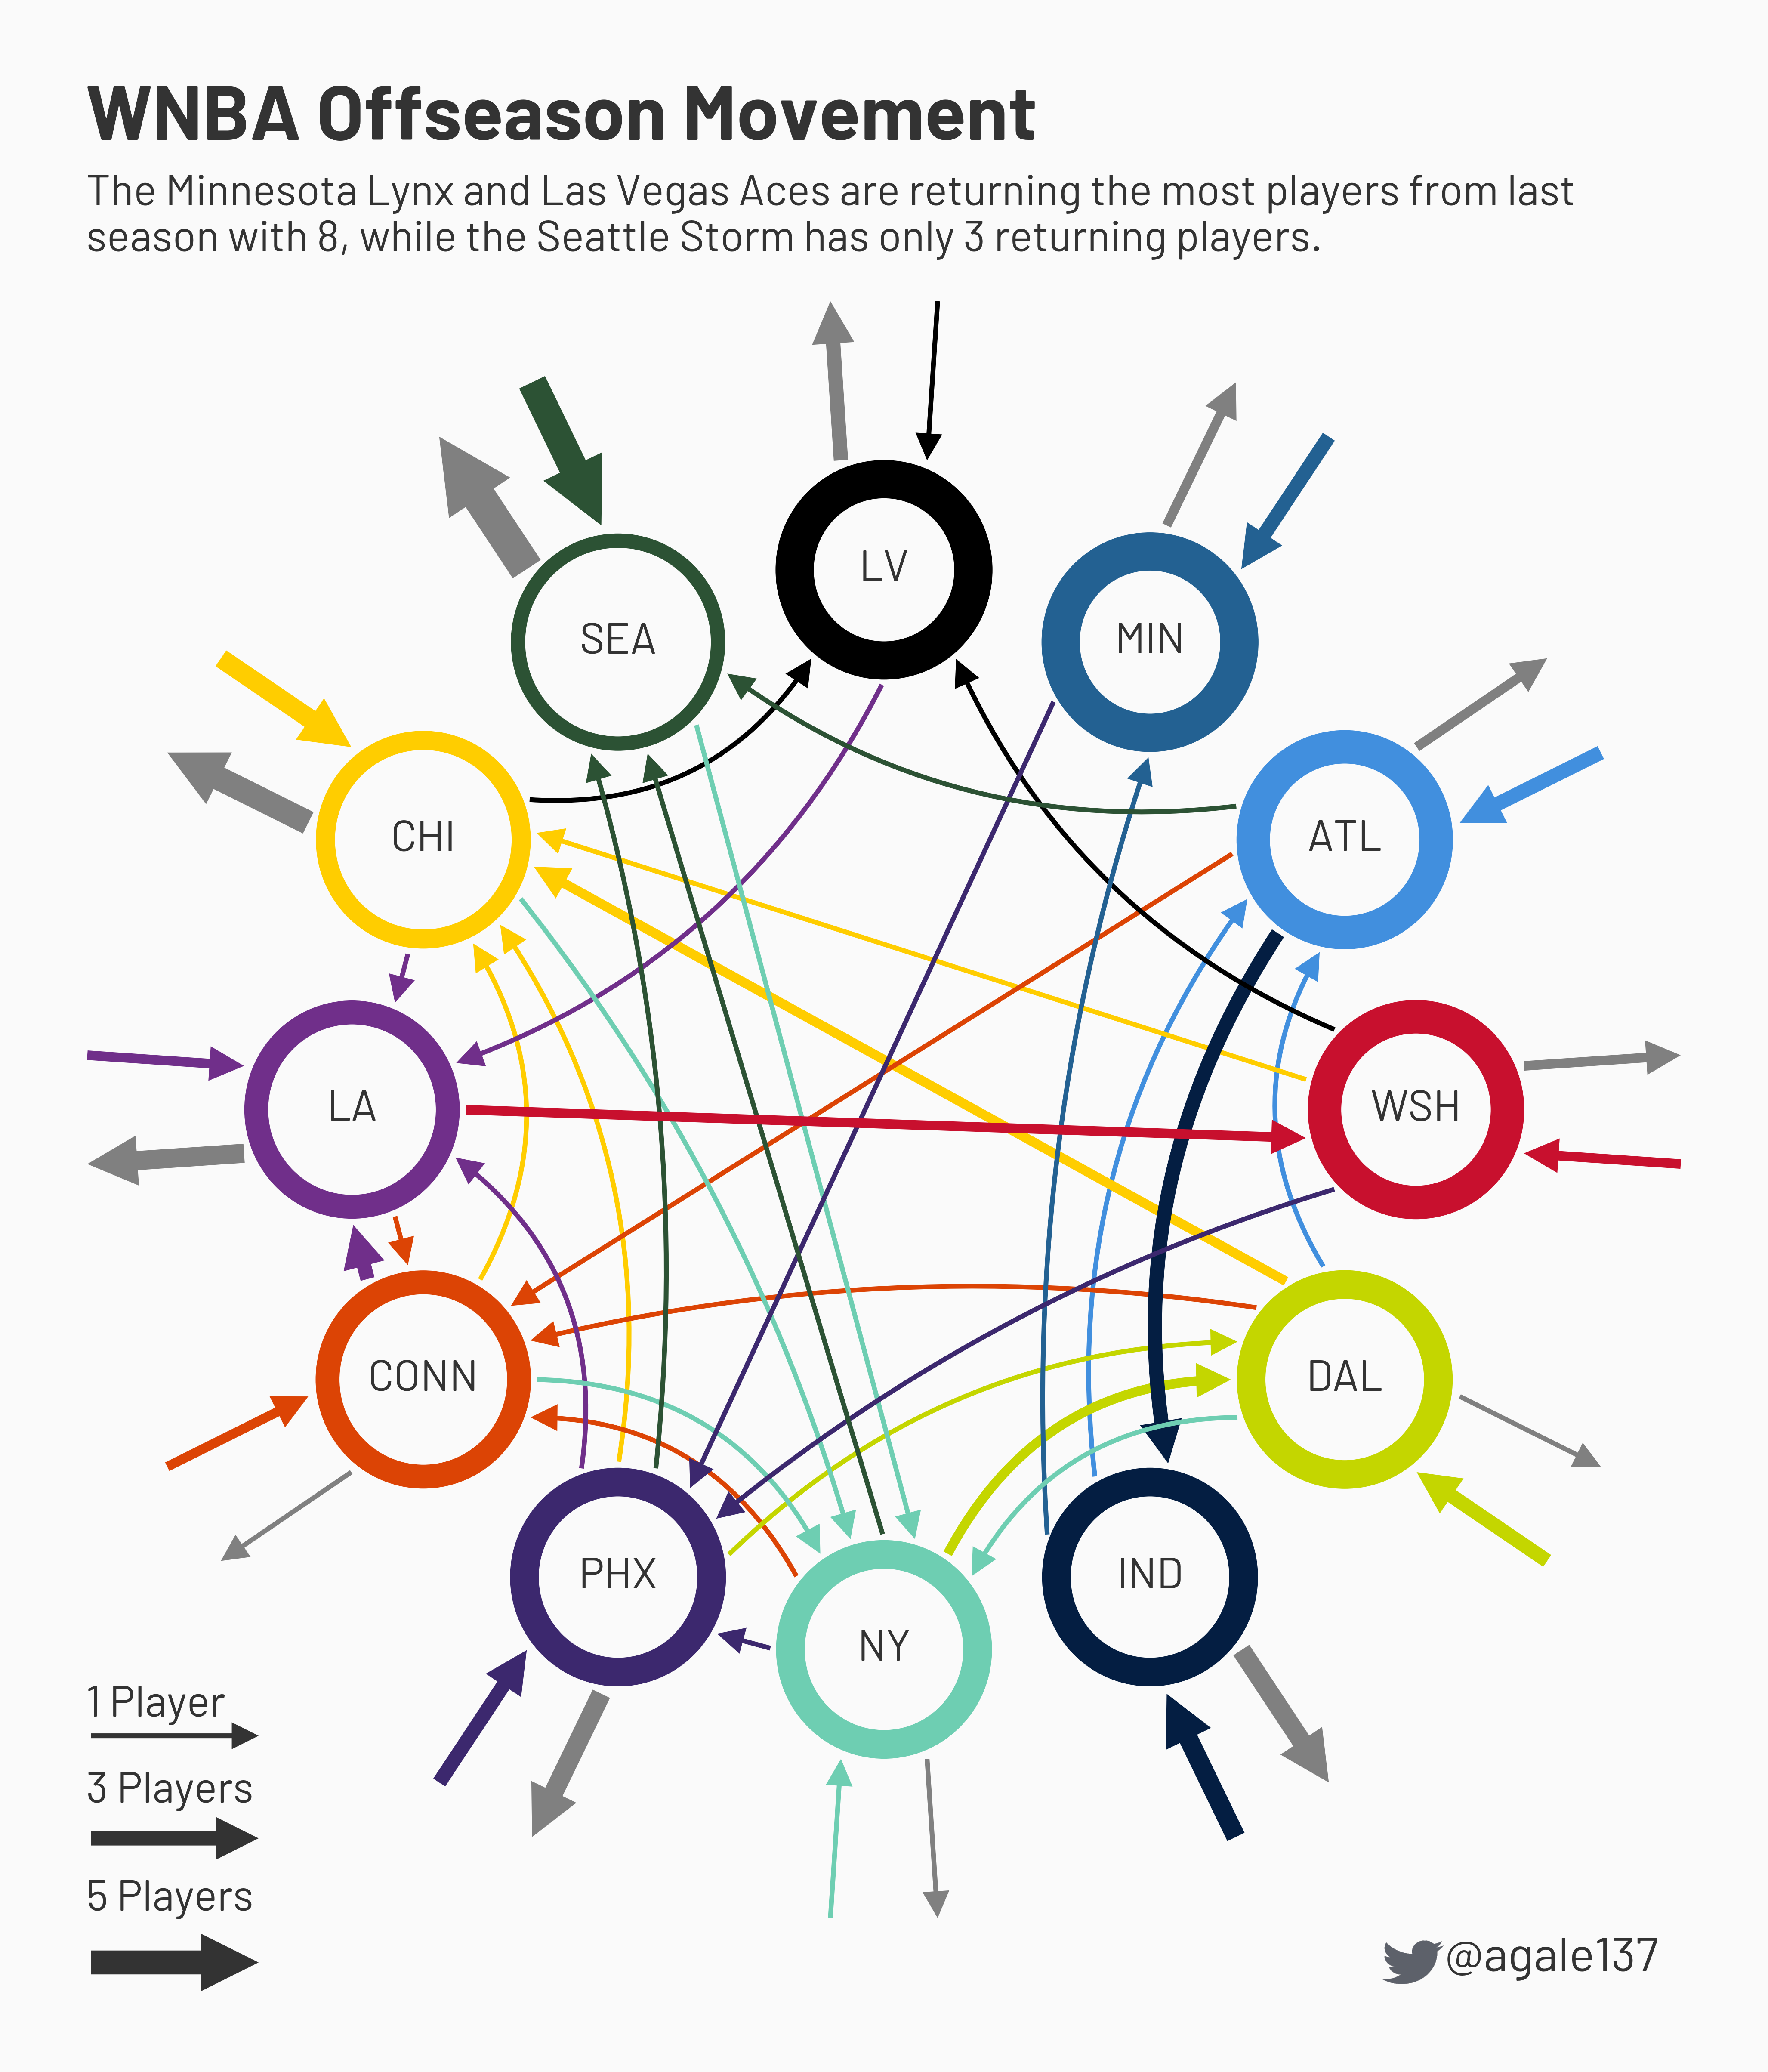 WNBA Offseason Movement
The Minnesota Lynx and Las Vegas Aces are returning the most players from last
season with 8, while the Seattle Storm has only 3 returning players.
LV
SEA
MIN
CHI
ATL
LA
WSH
CONN
DAL
PHX
IND
NY
1 Player
3 Players
5 Players
@agale137